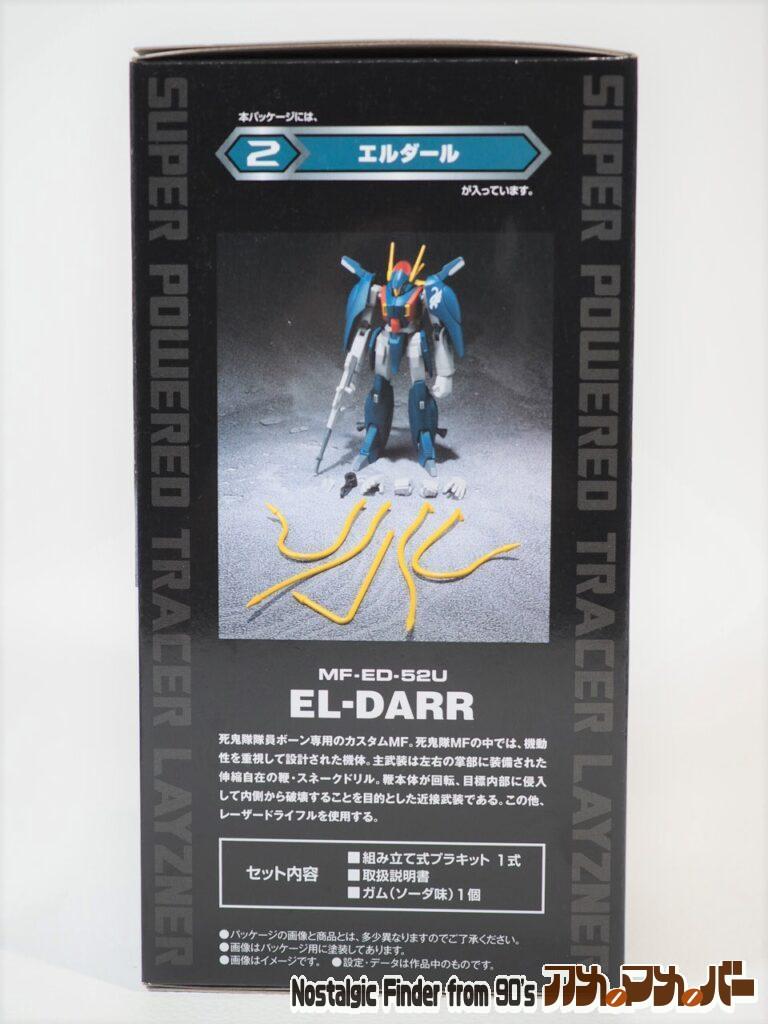 SUPER POWERED TRACER LAYZNER
本パッケージには、
2 エルダール
が入っています。
MF-ED-52U
EL-DARR
死鬼隊隊員ボーン専用のカスタムMF。死鬼隊MFの中では、機動
性を重視して設計された機体。主武装は左右の掌部に装備された
伸縮自在の鞭・スネークドリル。鞭本体が回転、目標内部に侵入
して内側から破壊することを目的とした近接武装である。この他、
レーザードライフルを使用する。
セット内容
■組み立て式プラキット 1式
■取扱説明書
■ガム(ソーダ味)1個
●パッケージの画像と商品とは、多少異なりますのでご了承ください。
●画像はパッケージ用に塗装してあります。
●画像はイメージです。 ●設定・データは作品中のものです。
SUPER POWERED TRACER LAYZNER
Nostalgic Finder from 90's